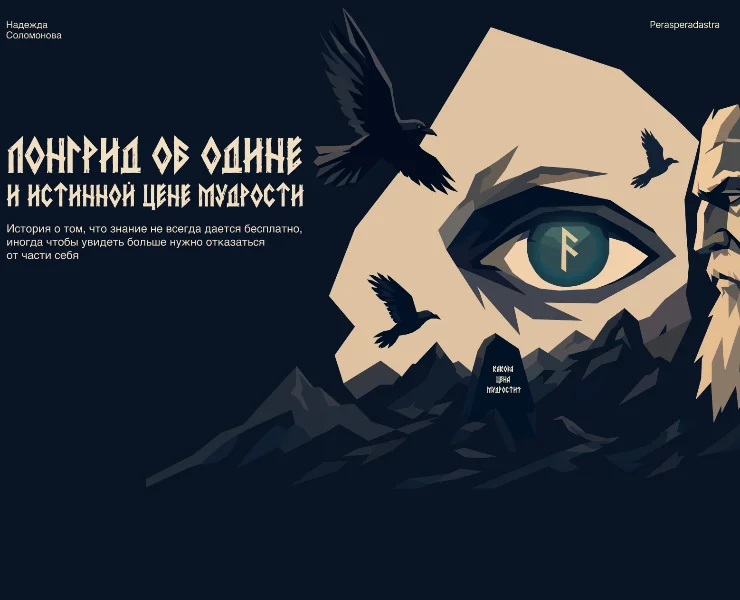 Надежда
Соломонова
Perasperadastra
ЛОНГРИД ОБ ОДИНЕ
И ИСТИННОЙ ЦЕНЕ МУДРОСТИ
История о том, что знание не всегда дается бесплатно,
иногда чтобы увидеть больше нужно отказаться
от части себя
ᚨ
КАКОВА
ЦЕНА
МУДРОСТИ?